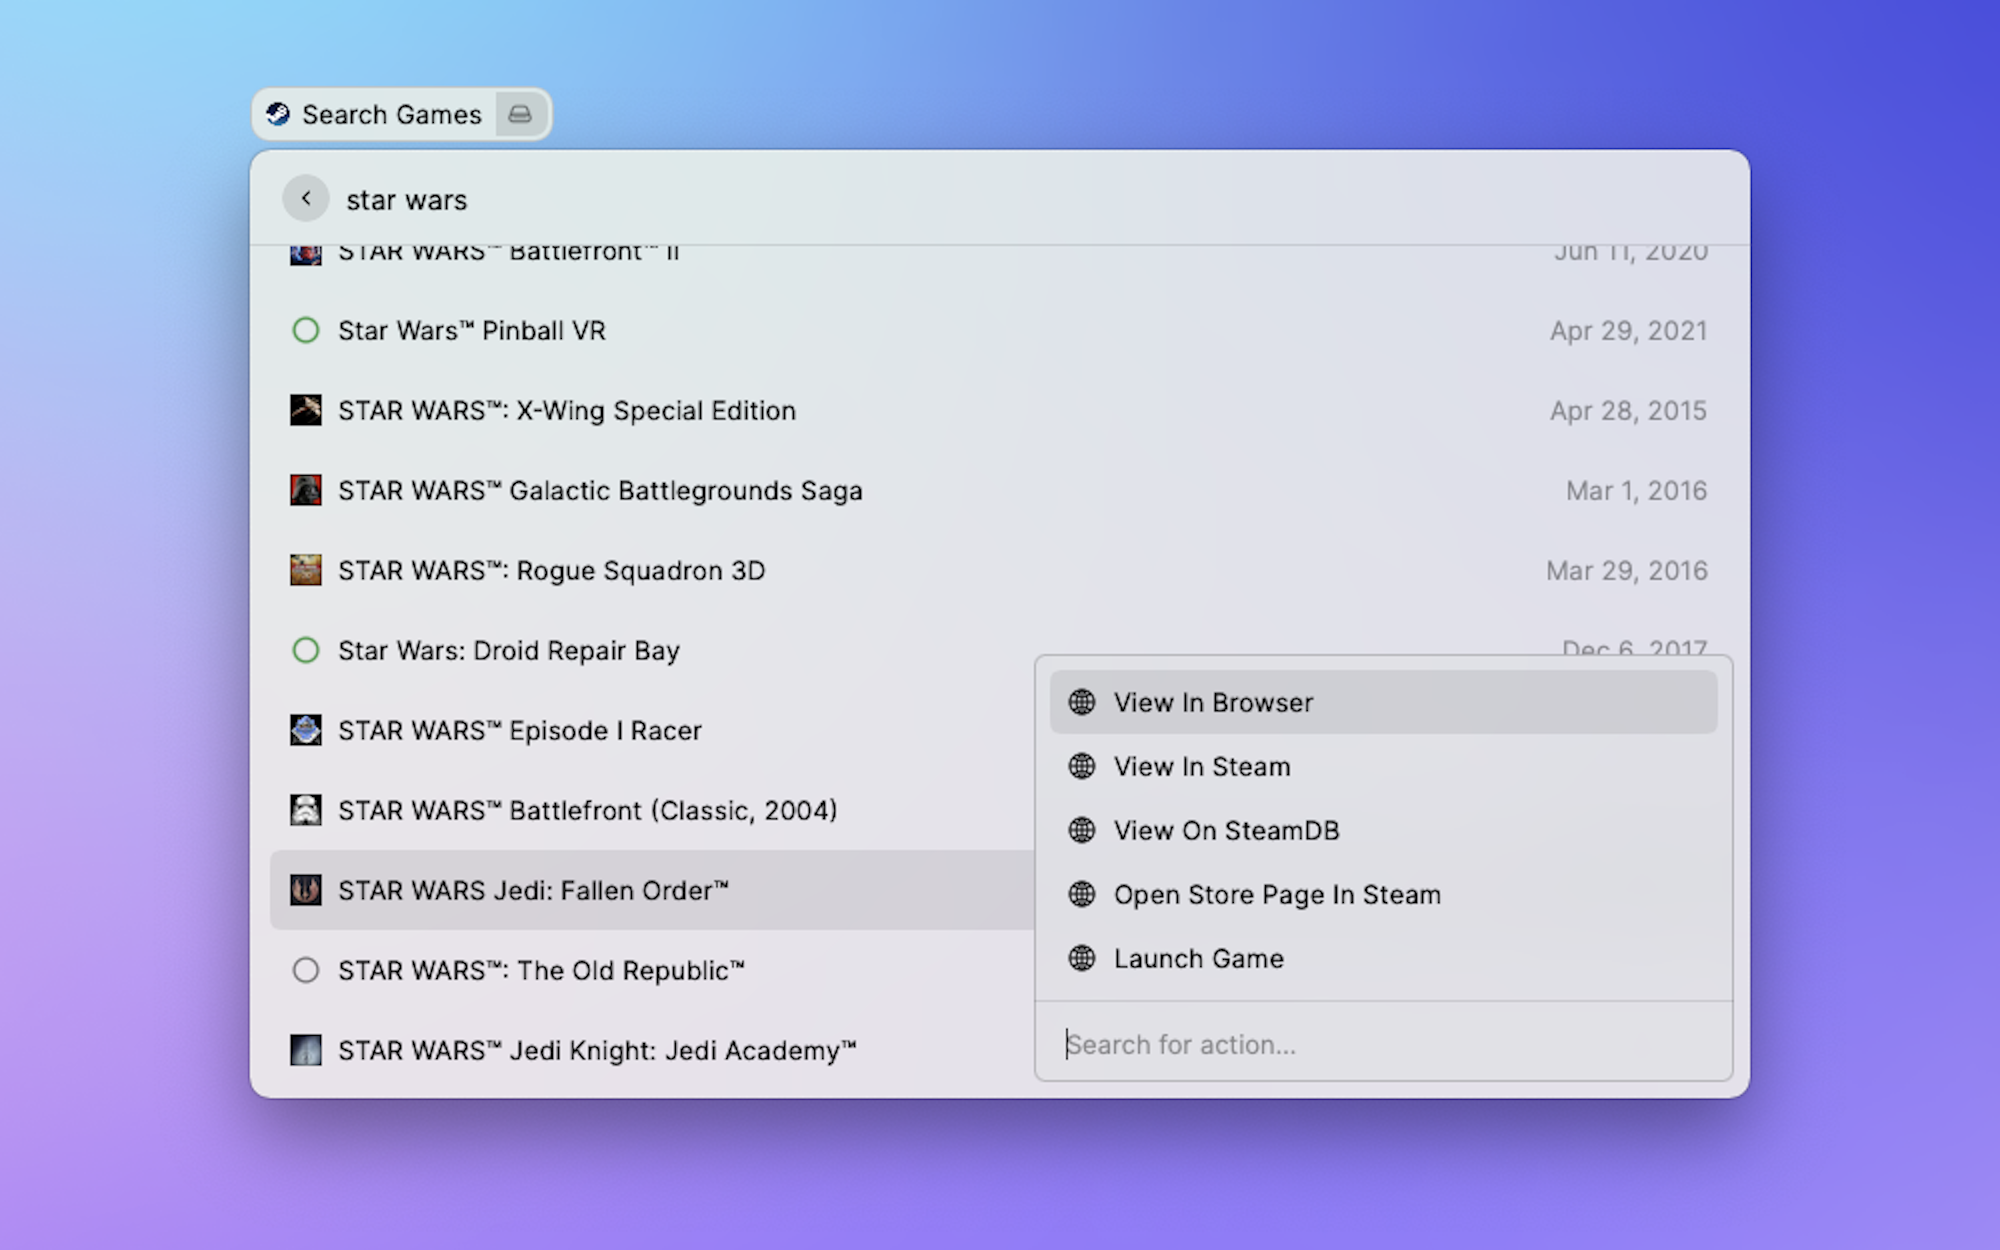 Search Games
star wars
STAR WARS™ Battlefront™ II Jun 11, 2020
Star Wars™ Pinball VR Apr 29, 2021
STAR WARS™: X-Wing Special Edition Apr 28, 2015
STAR WARS™ Galactic Battlegrounds Saga Mar 1, 2016
STAR WARS™: Rogue Squadron 3D Mar 29, 2016
Star Wars: Droid Repair Bay Dec 6, 2017
STAR WARS™ Episode I Racer
STAR WARS™ Battlefront (Classic, 2004)
STAR WARS Jedi: Fallen Order™
STAR WARS™: The Old Republic™
STAR WARS™ Jedi Knight: Jedi Academy™
View In Browser
View In Steam
View On SteamDB
Open Store Page In Steam
Launch Game
Search for action...